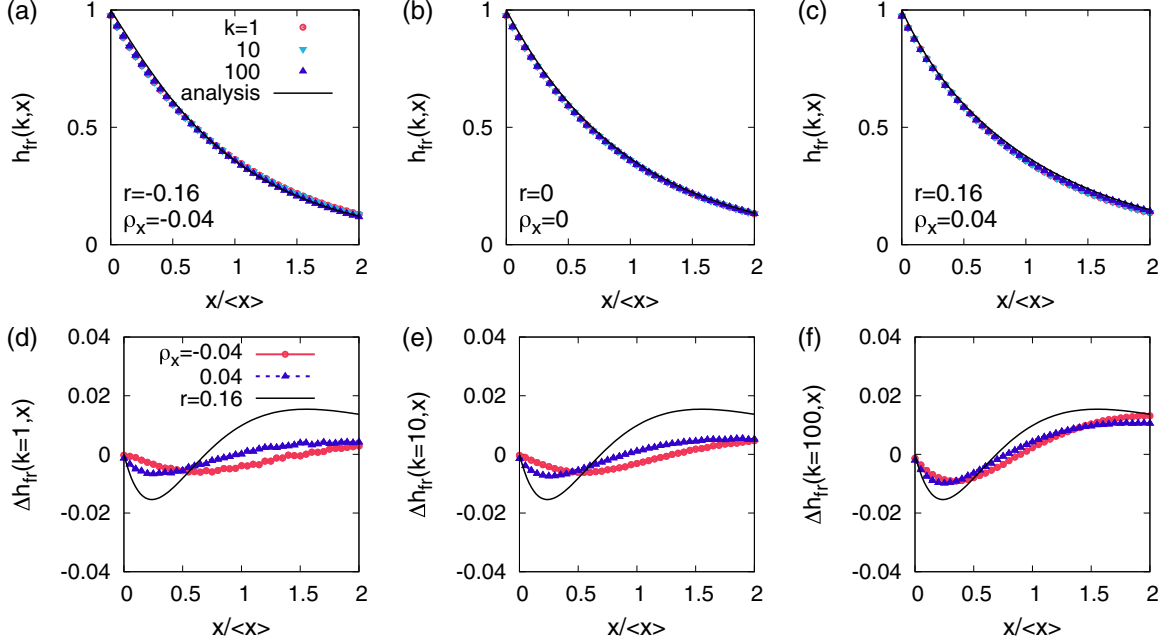 (a)
h_fr(k,x)
1
0.5
0
k=1
10
100
analysis
r=-0.16
ρ_x=-0.04
0 0.5 1 1.5 2
x/<x>
(b)
h_fr(k,x)
1
0.5
0
r=0
ρ_x=0
0 0.5 1 1.5 2
x/<x>
(c)
h_fr(k,x)
1
0.5
0
r=0.16
ρ_x=0.04
0 0.5 1 1.5 2
x/<x>
(d)
Δh_fr(k=1,x)
0.04
0.02
0
-0.02
-0.04
ρ_x=-0.04
0.04
r=0.16
0 0.5 1 1.5 2
x/<x>
(e)
Δh_fr(k=10,x)
0.04
0.02
0
-0.02
-0.04
0 0.5 1 1.5 2
x/<x>
(f)
Δh_fr(k=100,x)
0.04
0.02
0
-0.02
-0.04
0 0.5 1 1.5 2
x/<x>